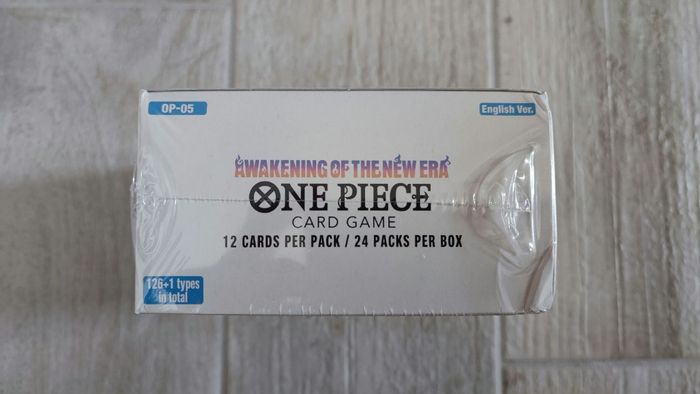 OP-05
English Ver.
AWAKENING OF THE NEW ERA
ONE PIECE
CARD GAME
12 CARDS PER PACK / 24 PACKS PER BOX
126+1 types
in total